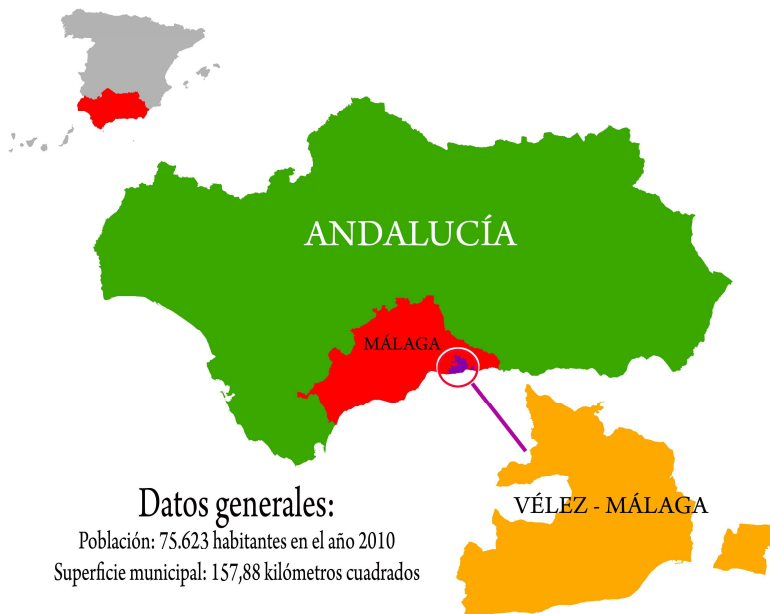 ANDALUCÍA
MÁLAGA
VÉLEZ - MÁLAGA
Datos generales:
Población: 75.623 habitantes en el año 2010
Superficie municipal: 157,88 kilómetros cuadrados